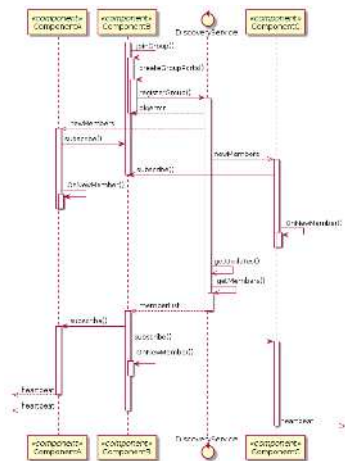 «component»
ComponentA
«component»
ComponentB
DiscoveryService
«component»
ComponentC
joinGroup()
createGroupPorts()
registerGroup()
newMembers
subscribe()
newMembers
subscribe()
OnNewMember()
OnNewMember()
getUpdates()
getMembers()
memberlist
subscribe()
subscribe()
OnNewMember()
heartbeat
heartbeat
heartbeat
«component»
ComponentA
«component»
ComponentB
DiscoveryService
«component»
ComponentC